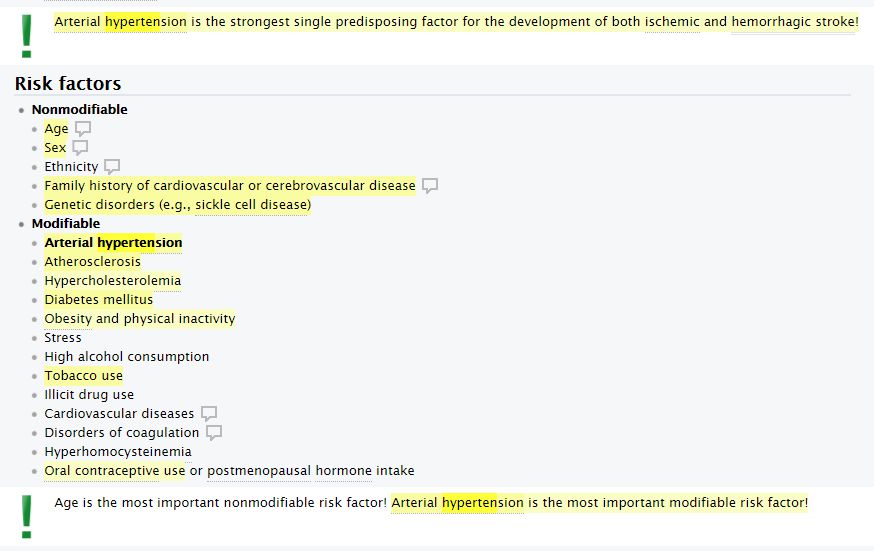 Arterial hypertension is the strongest single predisposing factor for the development of both ischemic and hemorrhagic stroke!
Risk factors
Nonmodifiable
Age
Sex
Ethnicity
Family history of cardiovascular or cerebrovascular disease
Genetic disorders (e.g., sickle cell disease)
Modifiable
Arterial hypertension
Atherosclerosis
Hypercholesterolemia
Diabetes mellitus
Obesity and physical inactivity
Stress
High alcohol consumption
Tobacco use
Illicit drug use
Cardiovascular diseases
Disorders of coagulation
Hyperhomocysteinemia
Oral contraceptive use or postmenopausal hormone intake
Age is the most important nonmodifiable risk factor! Arterial hypertension is the most important modifiable risk factor!